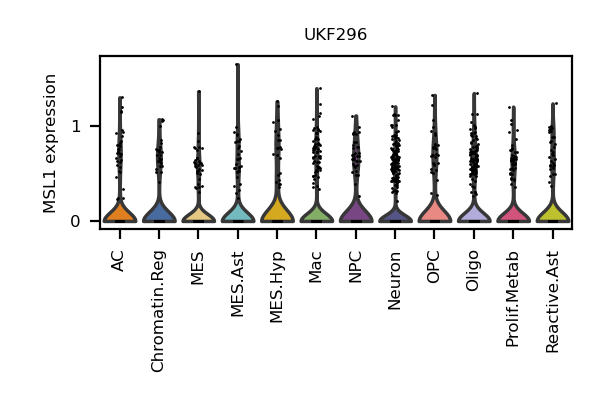 UKF296
MSL1 expression
1
0
AC
Chromatin.Reg
MES
MES.Ast
MES.Hyp
Mac
NPC
Neuron
OPC
Oligo
Prolif.Metab
Reactive.Ast